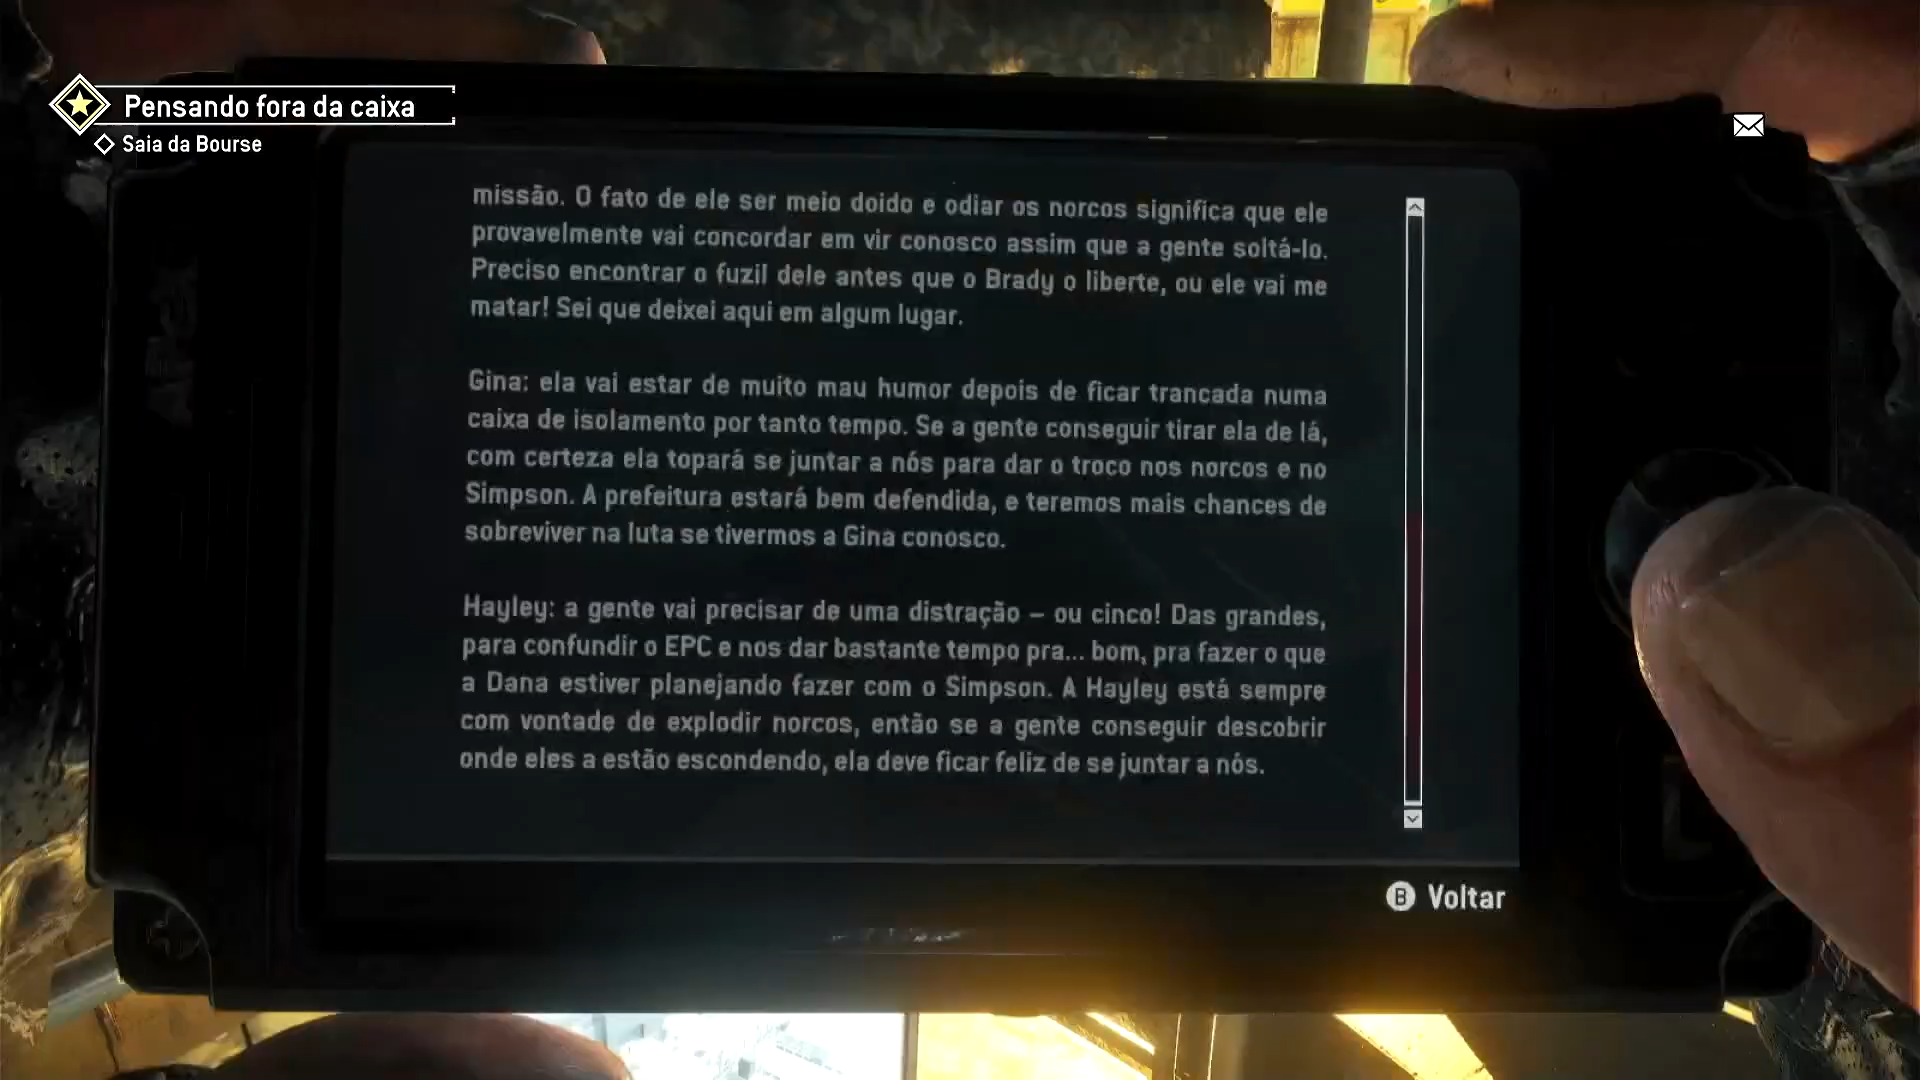 Pensando fora da caixa
Saia da Bourse
missão. O fato de ele ser meio doido e odiar os norcos significa que ele
provavelmente vai concordar em vir conosco assim que a gente soltá-lo.
Preciso encontrar o fuzil dele antes que o Brady o liberte, ou ele vai me
matar! Sei que deixei aqui em algum lugar.
Gina: ela vai estar de muito mau humor depois de ficar trancada numa
caixa de isolamento por tanto tempo. Se a gente conseguir tirar ela de lá,
com certeza ela topará se juntar a nós para dar o troco nos norcos e no
Simpson. A prefeitura estará bem defendida, e teremos mais chances de
sobreviver na luta se tivermos a Gina conosco.
Hayley: a gente vai precisar de uma distração – ou cinco! Das grandes,
para confundir o EPC e nos dar bastante tempo pra... bom, pra fazer o que
a Dana estiver planejando fazer com o Simpson. A Hayley está sempre
com vontade de explodir norcos, então se a gente conseguir descobrir
onde eles a estão escondendo, ela deve ficar feliz de se juntar a nós.
B Voltar